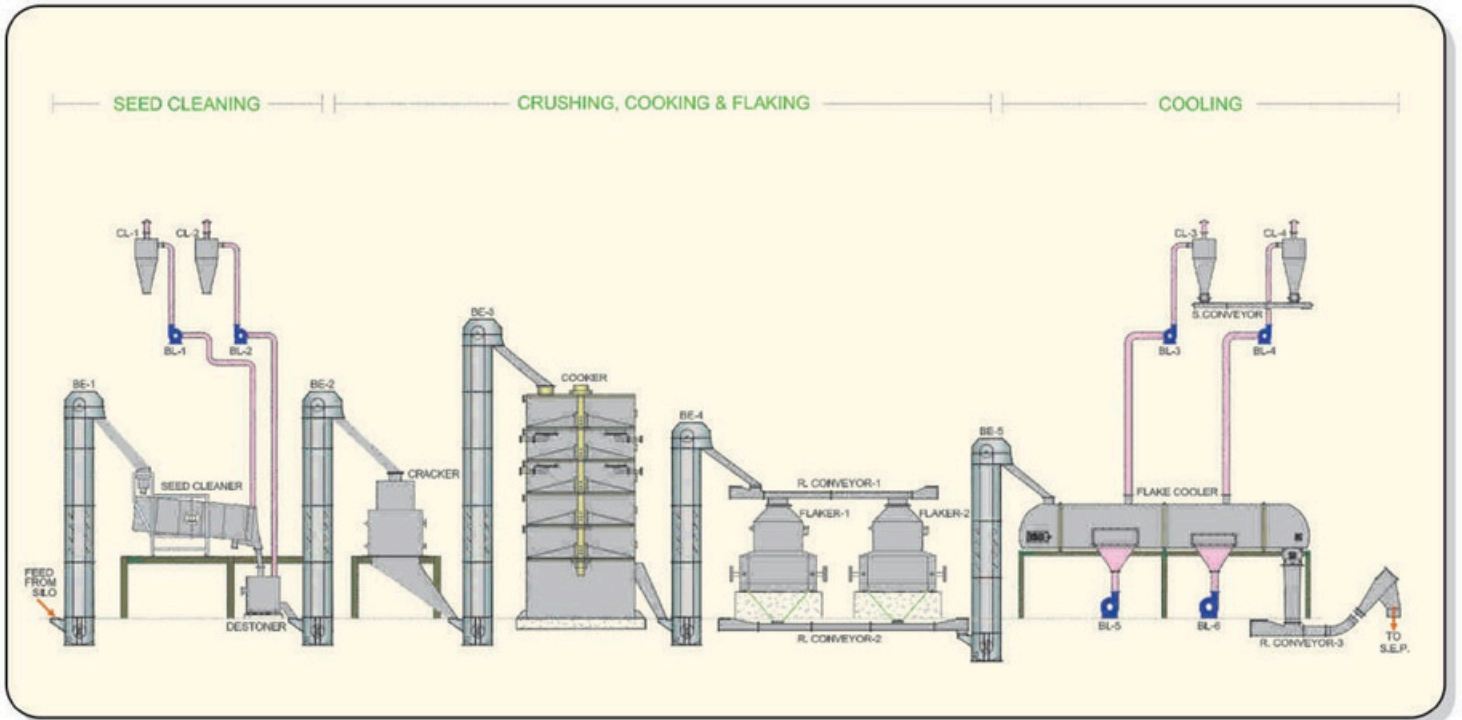 SEED CLEANING
CRUSHING, COOKING & FLAKING
COOLING
CL-1
CL-2
CL-3
CL-4
S.CONVEYOR
BE-3
BL-1
BL-2
BL-3
BL-4
BE-1
BE-2
COOKER
BE-4
BE-5
SEED CLEANER
CRACKER
R. CONVEYOR-1
FLAKE COOLER
FLAKER-1
FLAKER-2
FEED
FROM
SILO
DESTONER
R. CONVEYOR-2
BL-5
BL-6
R. CONVEYOR-3
TO
S.E.P.